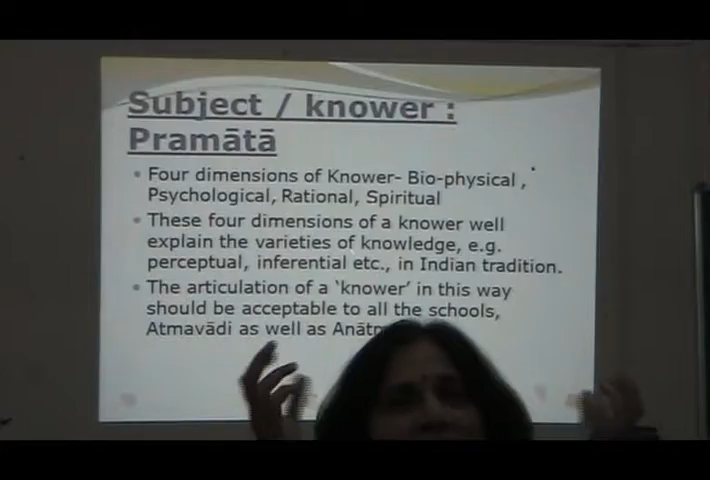 Subject / knower :
Pramātā
• Four dimensions of Knower- Bio-physical ,
Psychological, Rational, Spiritual
• These four dimensions of a knower well
explain the varieties of knowledge, e.g.
perceptual, inferential etc., in Indian tradition.
• The articulation of a ‘knower’ in this way
should be acceptable to all the schools,
Atmavādi as well as